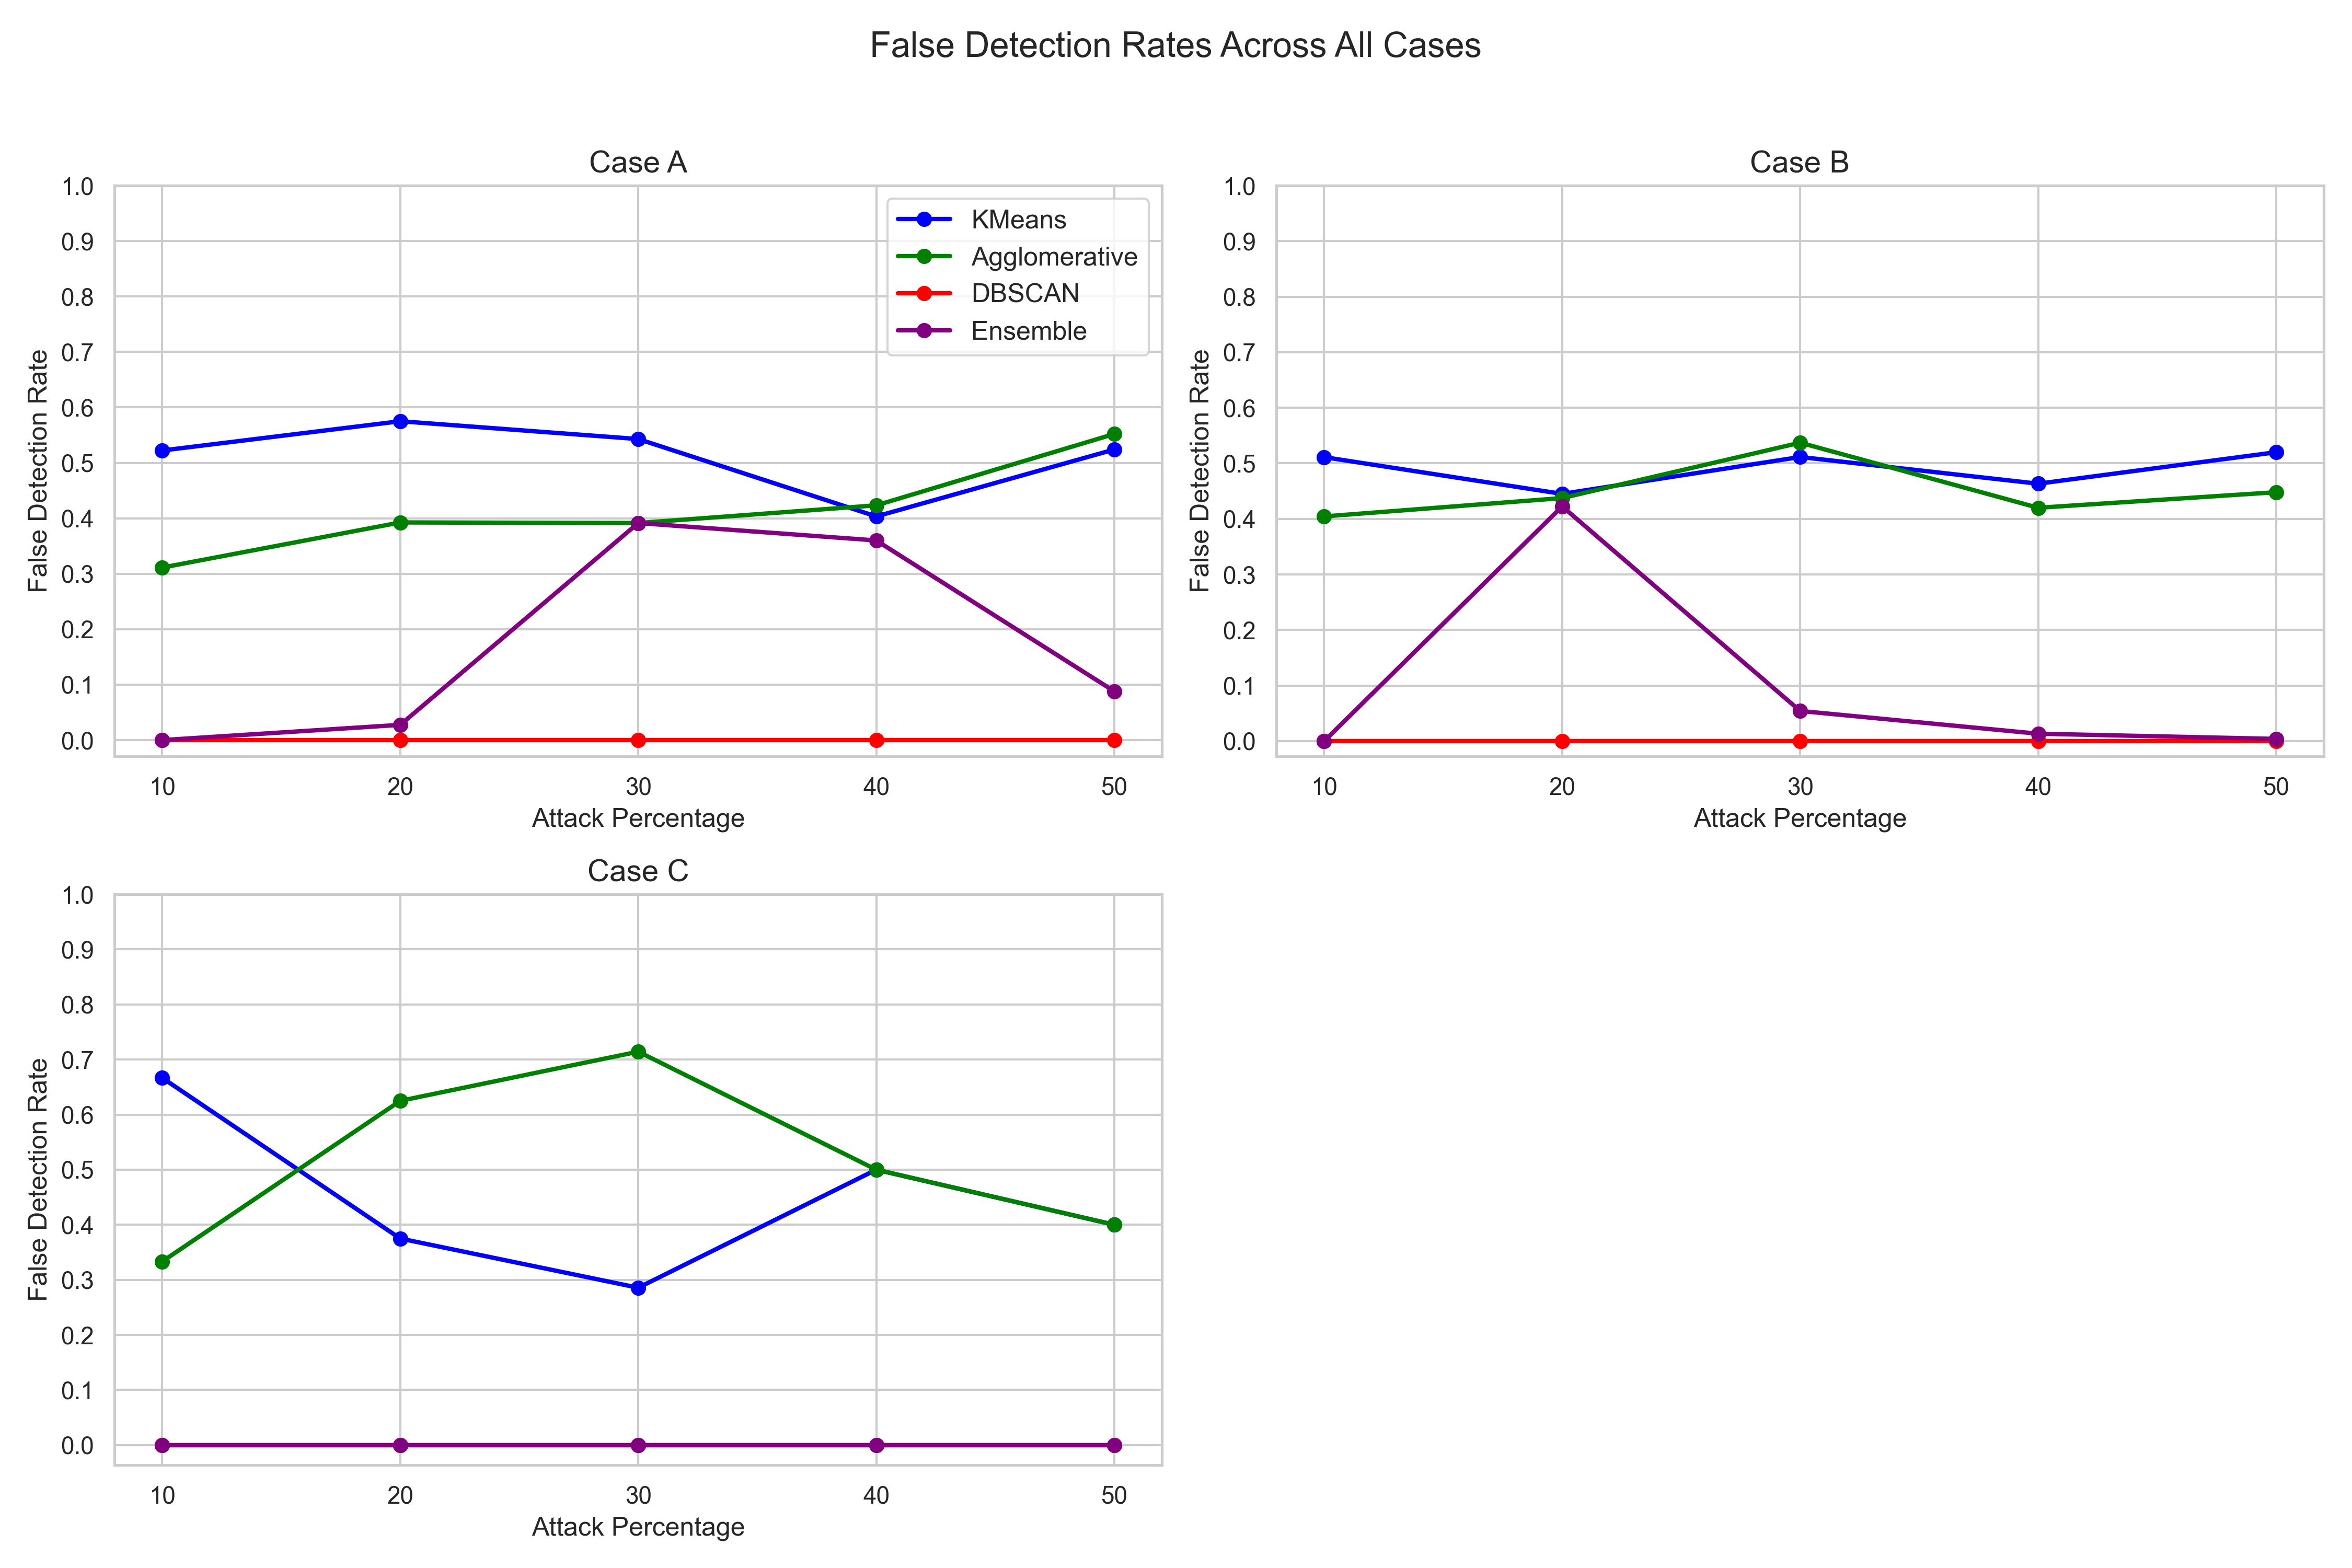 False Detection Rates Across All Cases
Case A
False Detection Rate
1.0
0.9
0.8
0.7
0.6
0.5
0.4
0.3
0.2
0.1
0.0
KMeans
Agglomerative
DBSCAN
Ensemble
10 20 30 40 50
Attack Percentage
Case B
False Detection Rate
1.0
0.9
0.8
0.7
0.6
0.5
0.4
0.3
0.2
0.1
0.0
10 20 30 40 50
Attack Percentage
Case C
False Detection Rate
1.0
0.9
0.8
0.7
0.6
0.5
0.4
0.3
0.2
0.1
0.0
10 20 30 40 50
Attack Percentage